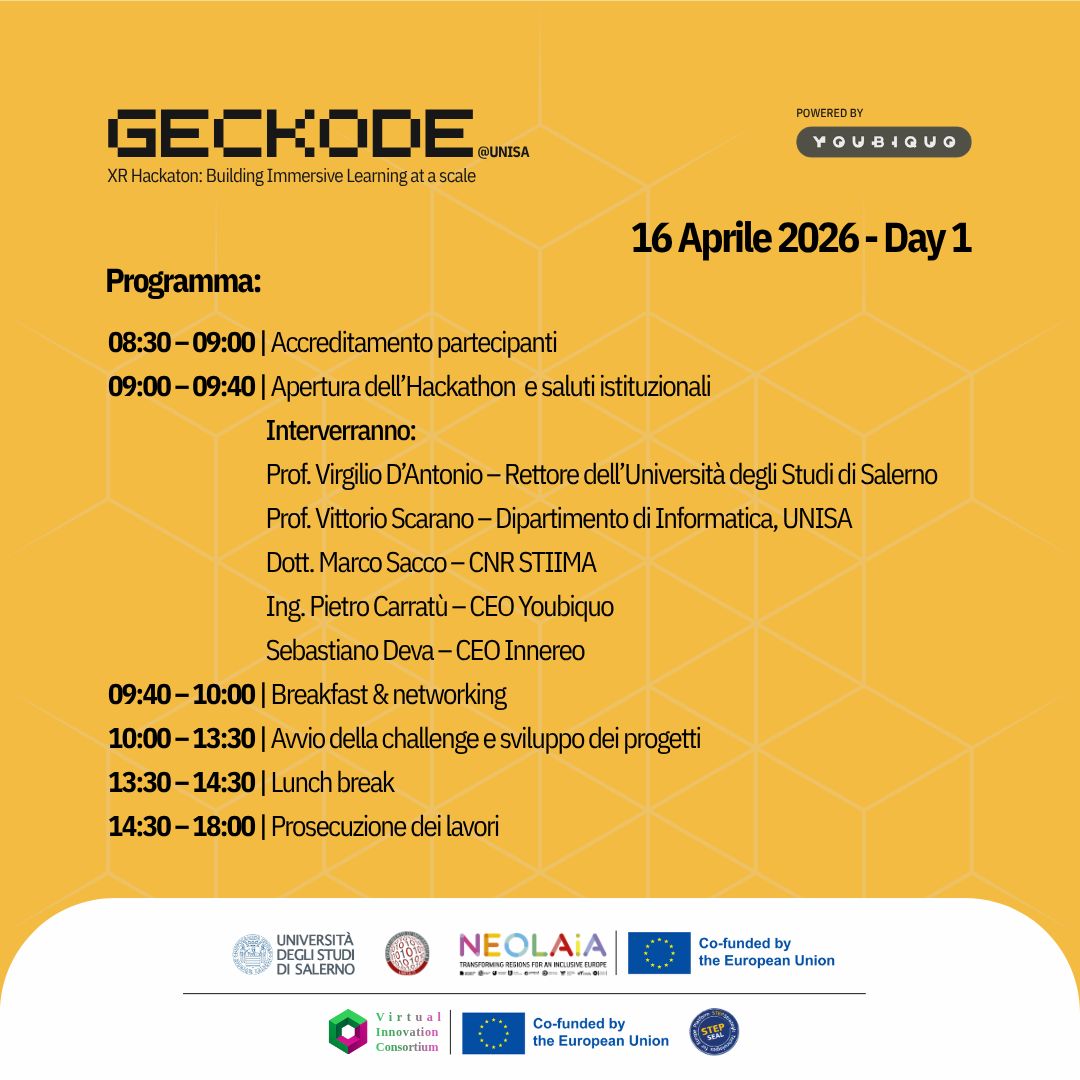 GECKODE @UNISA
XR Hackaton: Building Immersive Learning at a scale
POWERED BY
YOUBIQUO
16 Aprile 2026 - Day 1
Programma:
08:30 – 09:00 | Accreditamento partecipanti
09:00 – 09:40 | Apertura dell’Hackathon e saluti istituzionali
Interverranno:
Prof. Virgilio D’Antonio – Rettore dell’Università degli Studi di Salerno
Prof. Vittorio Scarano – Dipartimento di Informatica, UNISA
Dott. Marco Sacco – CNR STIIMA
Ing. Pietro Carratù – CEO Youbiquo
Sebastiano Deva – CEO Innereo
09:40 – 10:00 | Breakfast & networking
10:00 – 13:30 | Avvio della challenge e sviluppo dei progetti
13:30 – 14:30 | Lunch break
14:30 – 18:00 | Prosecuzione dei lavori
UNIVERSITÀ
DEGLI STUDI
DI SALERNO
NEOLAiA
TRANSFORMING REGIONS FOR AN INCLUSIVE EUROPE
Co-funded by
the European Union
Virtual
Innovation
Consortium
Co-funded by
the European Union
STEP
SEAL